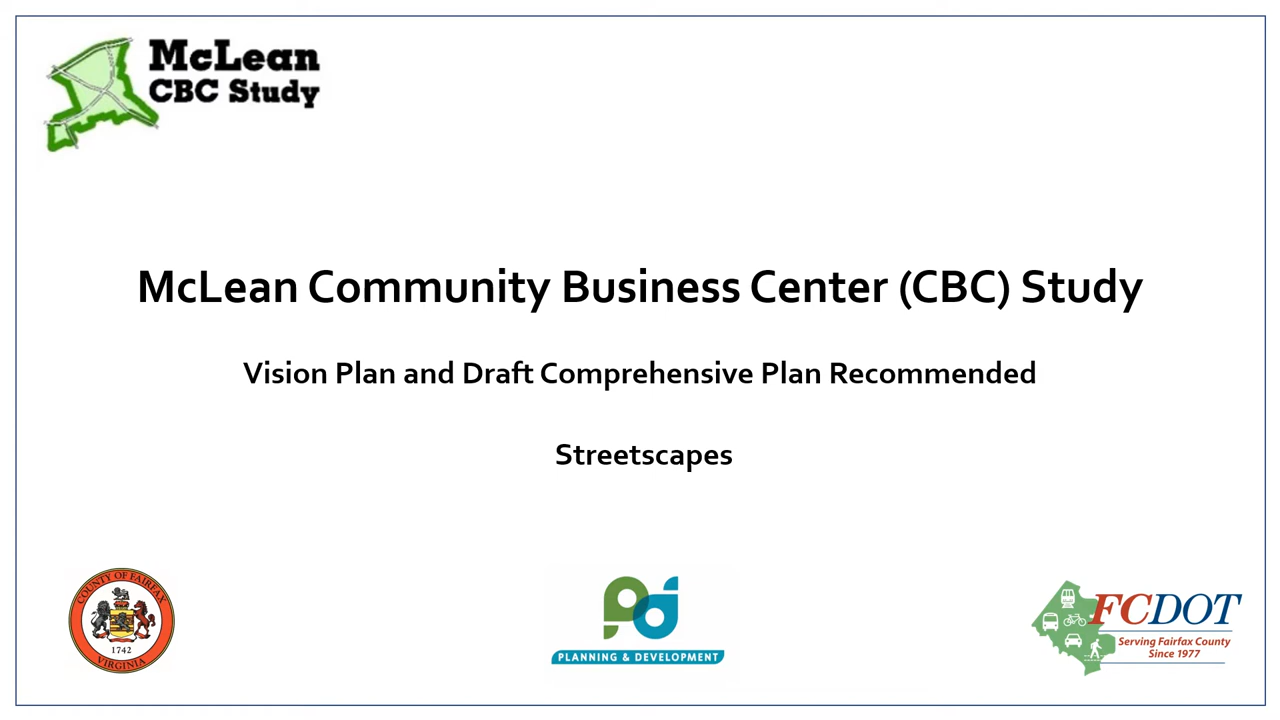 McLean
CBC Study
McLean Community Business Center (CBC) Study
Vision Plan and Draft Comprehensive Plan Recommended
Streetscapes
COUNTY OF FAIRFAX
1742
VIRGINIA
PD
PLANNING & DEVELOPMENT
FCDOT
Serving Fairfax County
Since 1977